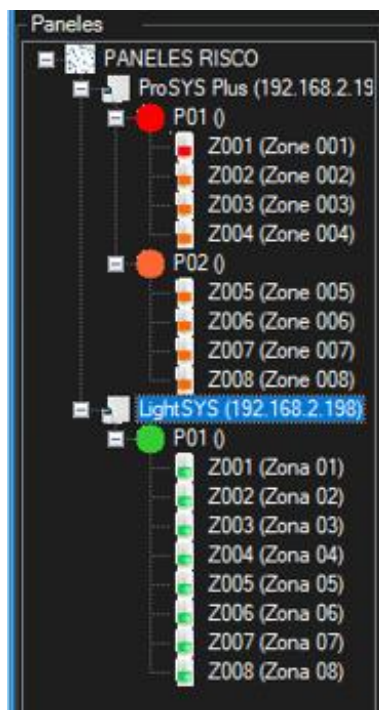 Paneles
PANELES RISCO
ProSYS Plus (192.168.2.19
P01 ()
Z001 (Zone 001)
Z002 (Zone 002)
Z003 (Zone 003)
Z004 (Zone 004)
P02 ()
Z005 (Zone 005)
Z006 (Zone 006)
Z007 (Zone 007)
Z008 (Zone 008)
LightSYS (192.168.2.198)
P01 ()
Z001 (Zona 01)
Z002 (Zona 02)
Z003 (Zona 03)
Z004 (Zona 04)
Z005 (Zona 05)
Z006 (Zona 06)
Z007 (Zona 07)
Z008 (Zona 08)